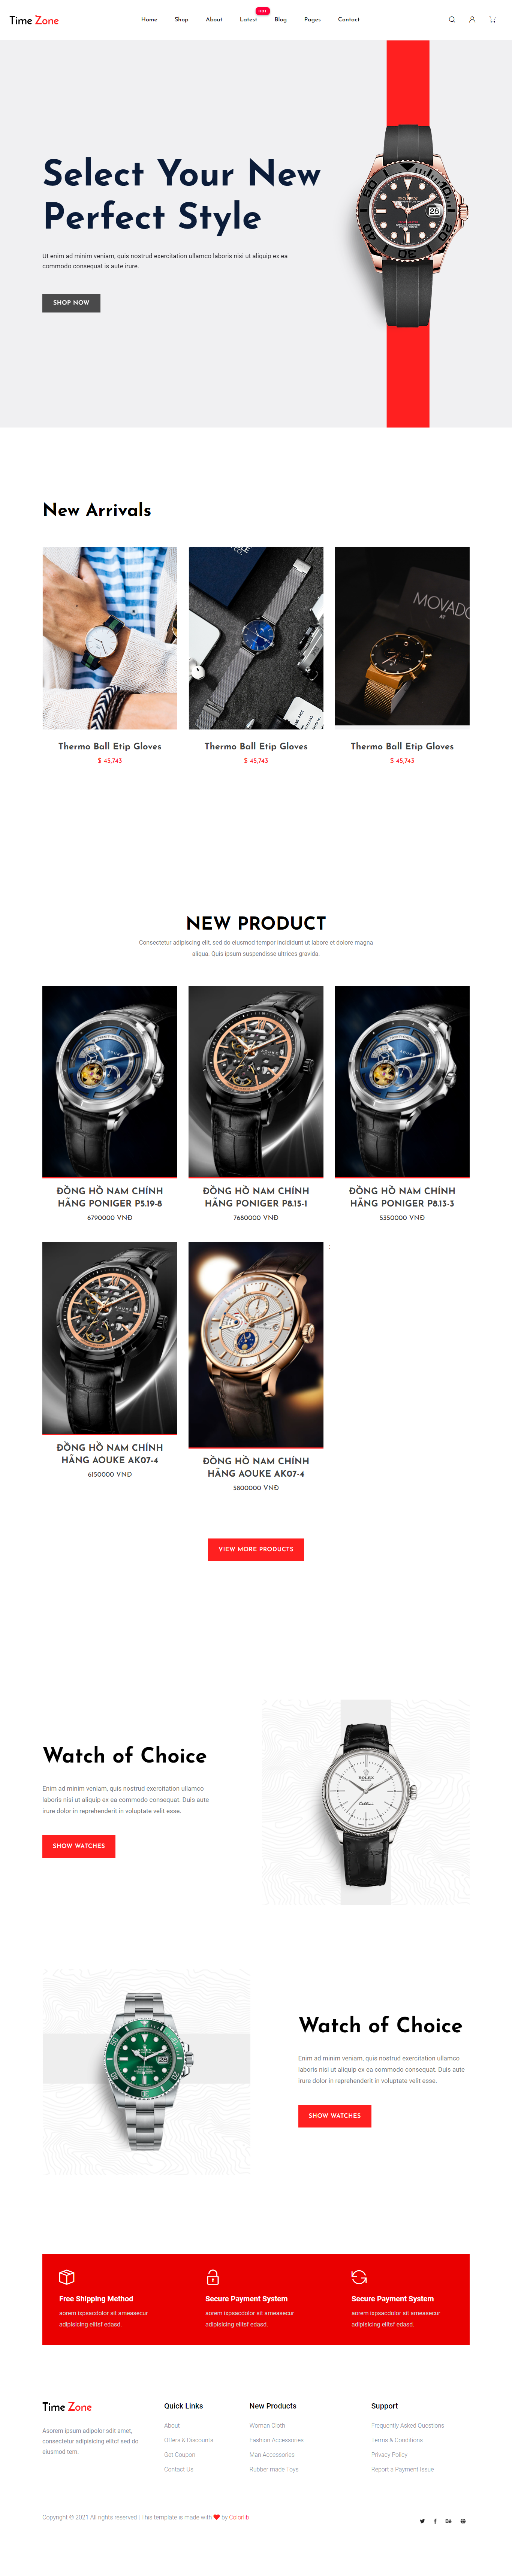 Time Zone
Home Shop About Latest HOT Blog Pages Contact
Select Your New
Perfect Style
Ut enim ad minim veniam, quis nostrud exercitation ullamco laboris nisi ut aliquip ex ea
commodo consequat is aute irure.
SHOP NOW
ROLEX
28
New Arrivals
MOVADO
Thermo Ball Etip Gloves
$ 45,743
Thermo Ball Etip Gloves
$ 45,743
Thermo Ball Etip Gloves
$ 45,743
NEW PRODUCT
Consectetur adipiscing elit, sed do eiusmod tempor incididunt ut labore et dolore magna
aliqua. Quis ipsum suspendisse ultrices gravida.
ĐỒNG HỒ NAM CHÍNH
HÃNG PONIGER P5.19-8
6790000 VNĐ
ĐỒNG HỒ NAM CHÍNH
HÃNG PONIGER P8.15-1
7680000 VNĐ
ĐỒNG HỒ NAM CHÍNH
HÃNG PONIGER P8.13-3
5350000 VNĐ
ĐỒNG HỒ NAM CHÍNH
HÃNG AOUKE AK07-4
6150000 VNĐ
ĐỒNG HỒ NAM CHÍNH
HÃNG AOUKE AK07-4
5800000 VNĐ
;
VIEW MORE PRODUCTS
Watch of Choice
Enim ad minim veniam, quis nostrud exercitation ullamco
laboris nisi ut aliquip ex ea commodo consequat. Duis aute
irure dolor in reprehenderit in voluptate velit esse.
SHOW WATCHES
ROLEX
Cellini
Watch of Choice
Enim ad minim veniam, quis nostrud exercitation ullamco
laboris nisi ut aliquip ex ea commodo consequat. Duis aute
irure dolor in reprehenderit in voluptate velit esse.
SHOW WATCHES
Free Shipping Method
aorem ixpsacdolor sit ameasecur
adipisicing elitsf edasd.
Secure Payment System
aorem ixpsacdolor sit ameasecur
adipisicing elitsf edasd.
Secure Payment System
aorem ixpsacdolor sit ameasecur
adipisicing elitsf edasd.
Time Zone
Asorem ipsum adipolor sdit amet,
consectetur adipisicing elitcf sed do
eiusmod tem.
Quick Links
About
Offers & Discounts
Get Coupon
Contact Us
New Products
Woman Cloth
Fashion Accessories
Man Accessories
Rubber made Toys
Support
Frequently Asked Questions
Terms & Conditions
Privacy Policy
Report a Payment Issue
Copyright © 2021 All rights reserved | This template is made with ❤ by Colorlib